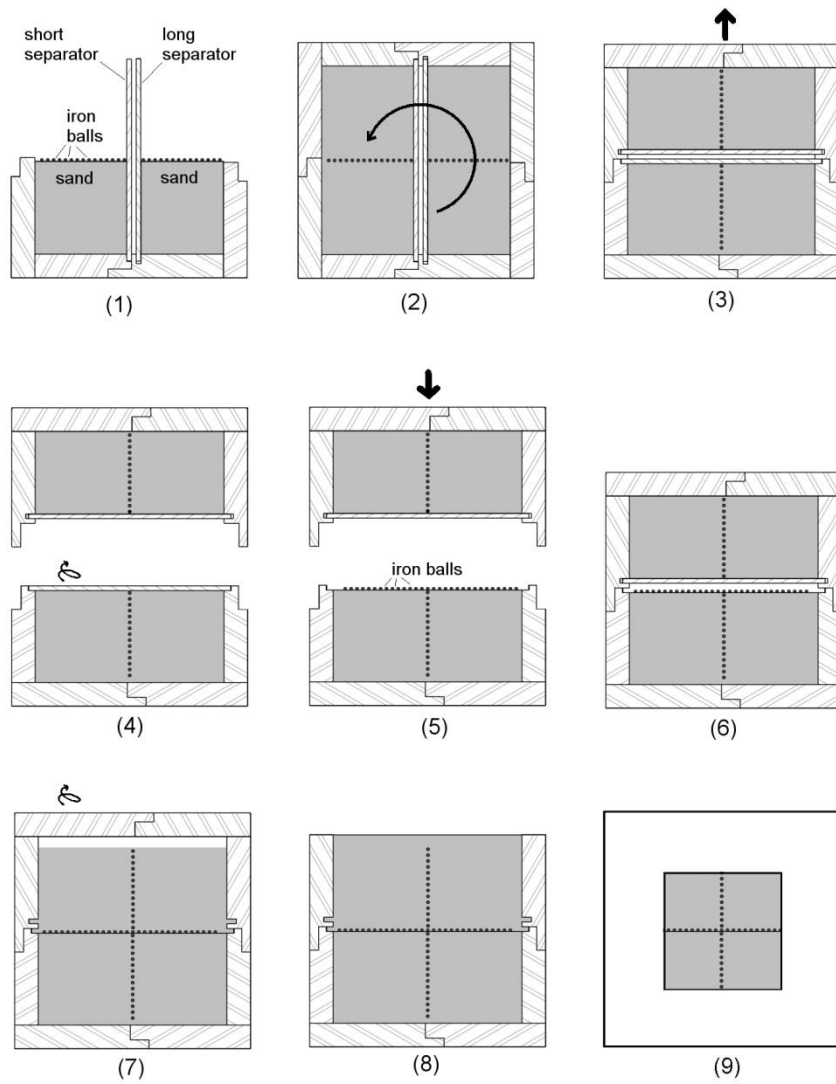 short
separator
long
separator
iron
balls
sand
sand
(1)
(2)
(3)
(4)
iron balls
(5)
(6)
(7)
(8)
(9)